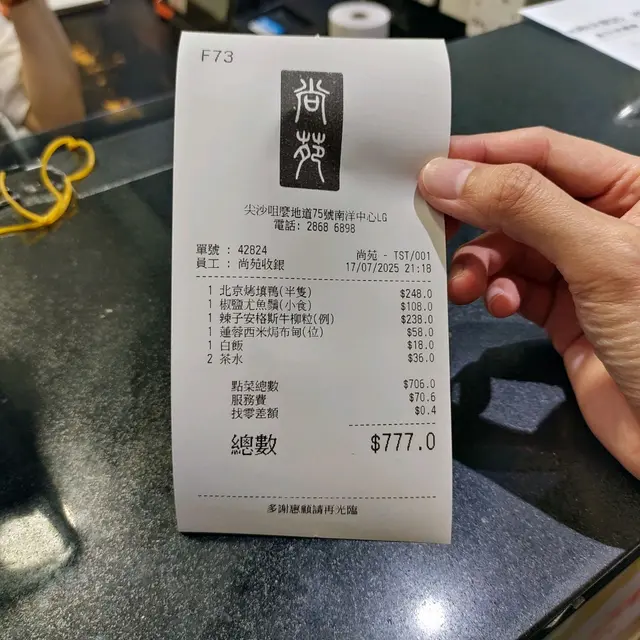 F73
尚苑
尖沙咀麼地道75號南洋中心LG
電話: 2868 6898
單號 : 42824
尚苑 - TST/001
員工 : 尚苑收銀
17/07/2025 21:18
1 北京烤填鴨(半隻) $248.0
1 椒鹽尤魚鬚(小食) $108.0
1 辣子安格斯牛柳粒(例) $238.0
1 蓮蓉西米焗布甸(位) $58.0
1 白飯 $18.0
2 茶水 $36.0
點菜總數 $706.0
服務費 $70.6
找零差額 $0.4
總數 $777.0
多謝惠顧請再光臨